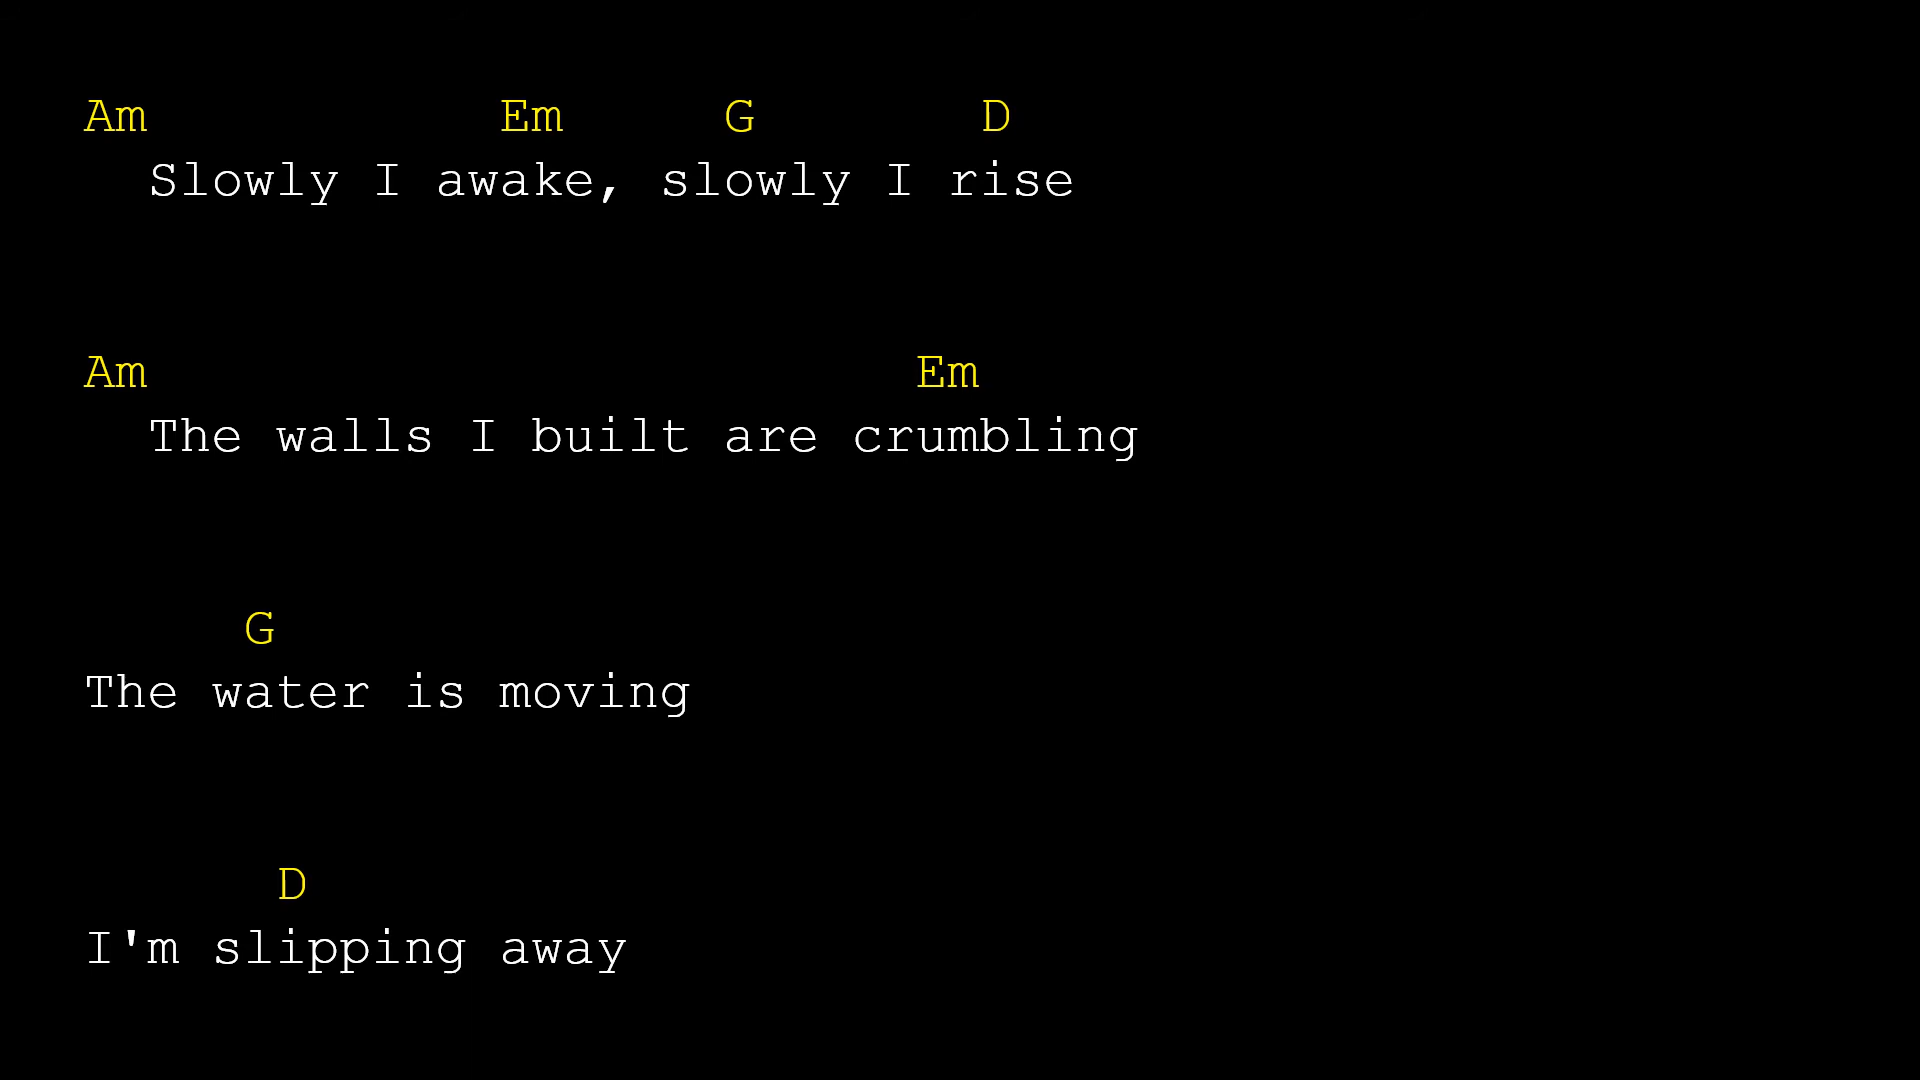 Am             Em     G       D
  Slowly I awake, slowly I rise
Am                        Em
  The walls I built are crumbling
     G
The water is moving
      D
I'm slipping away